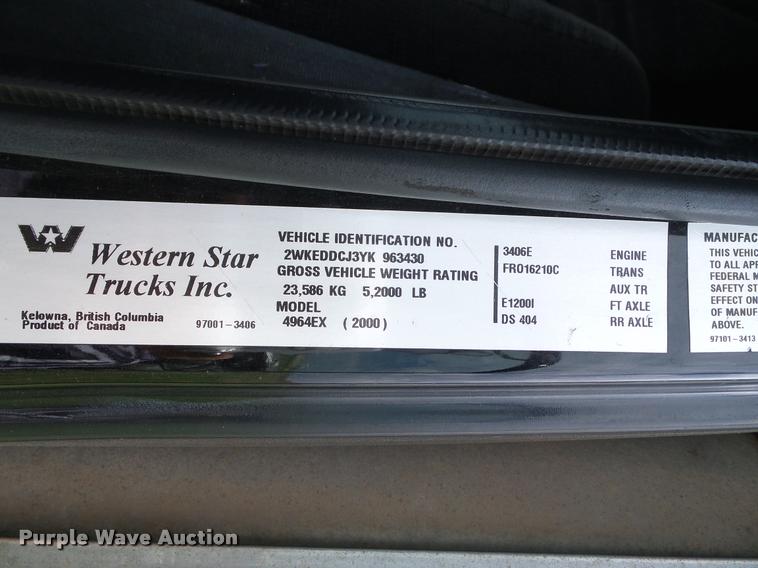 Western Star
Trucks Inc.
Kelowna, British Columbia
Product of Canada
97001-3406
VEHICLE IDENTIFICATION NO.
2WKEDDCJ3YK 963430
GROSS VEHICLE WEIGHT RATING
23,586 KG 5,2000 LB
MODEL
4964EX (2000)
3406E ENGINE
FRO16210C TRANS
AUX TR
E1200I FT AXLE
DS 404 RR AXLE
MANUFAC
THIS VEHIC
TO ALL APP
FEDERAL M
SAFETY ST
EFFECT ON
OF MANUF
ABOVE.
97101-3413
Purple Wave Auction